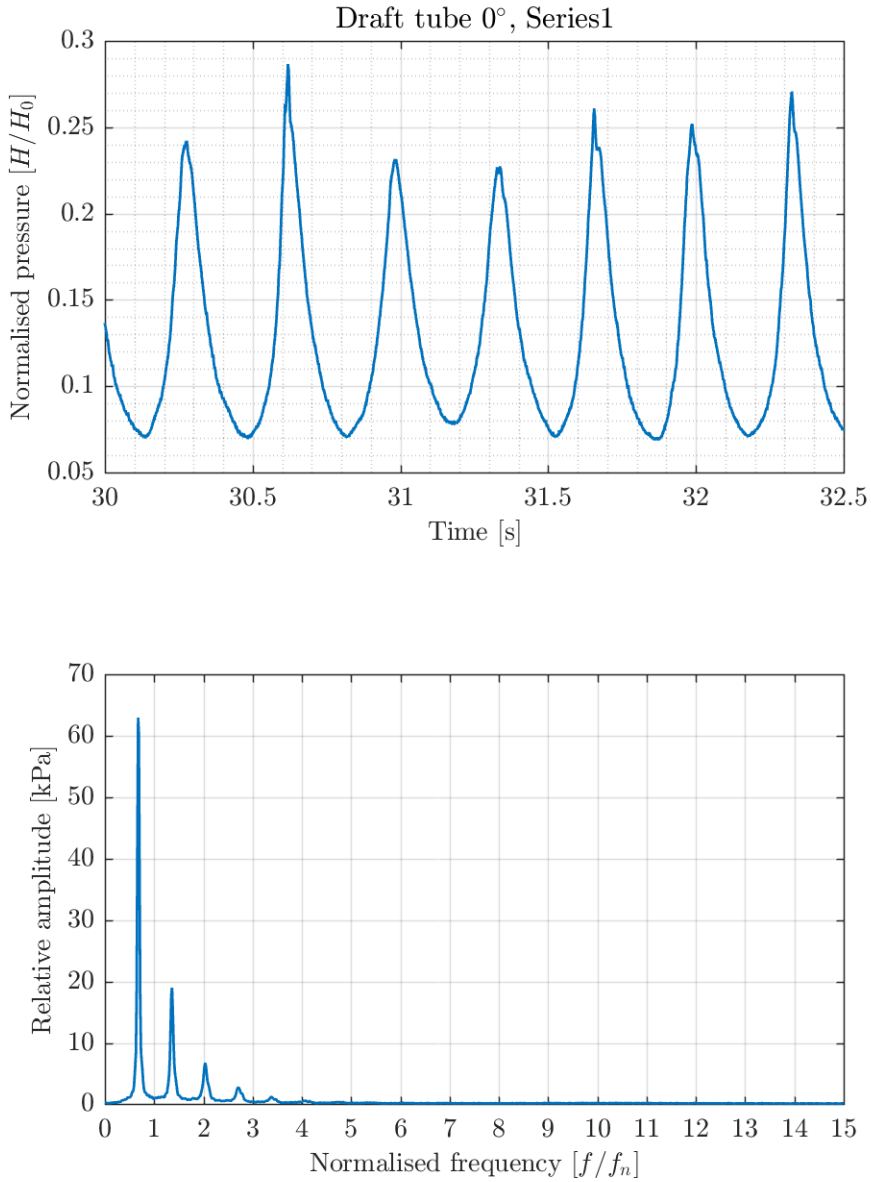 Draft tube 0°, Series1
Normalised pressure [H/H₀]
0.3
0.25
0.2
0.15
0.1
0.05
30 30.5 31 31.5 32 32.5
Time [s]
Relative amplitude [kPa]
70
60
50
40
30
20
10
0
0 1 2 3 4 5 6 7 8 9 10 11 12 13 14 15
Normalised frequency [f/fₙ]